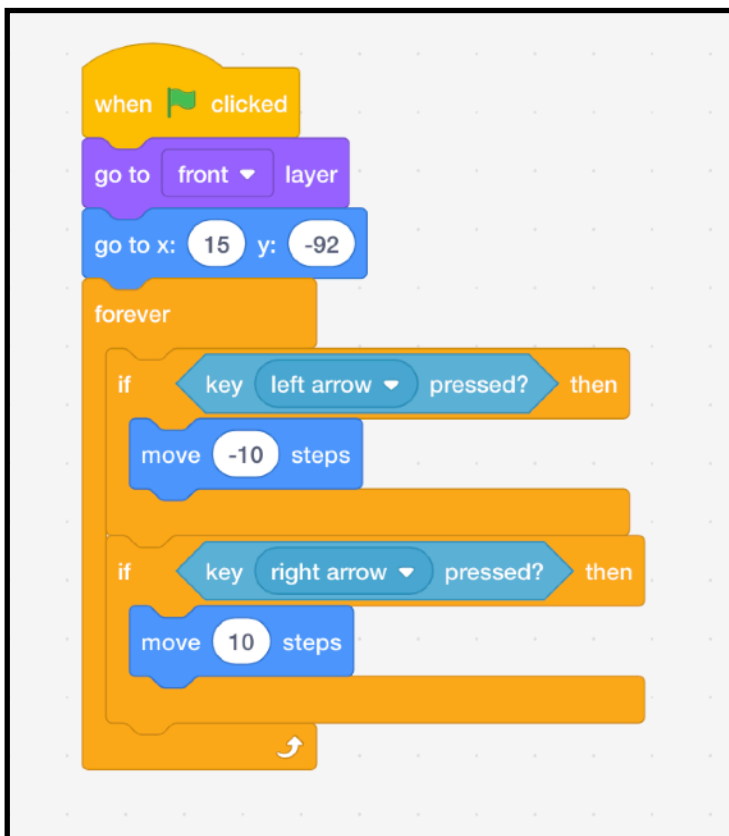 when clicked
go to front layer
go to x: 15 y: -92
forever
if key left arrow pressed? then
move -10 steps
if key right arrow pressed? then
move 10 steps